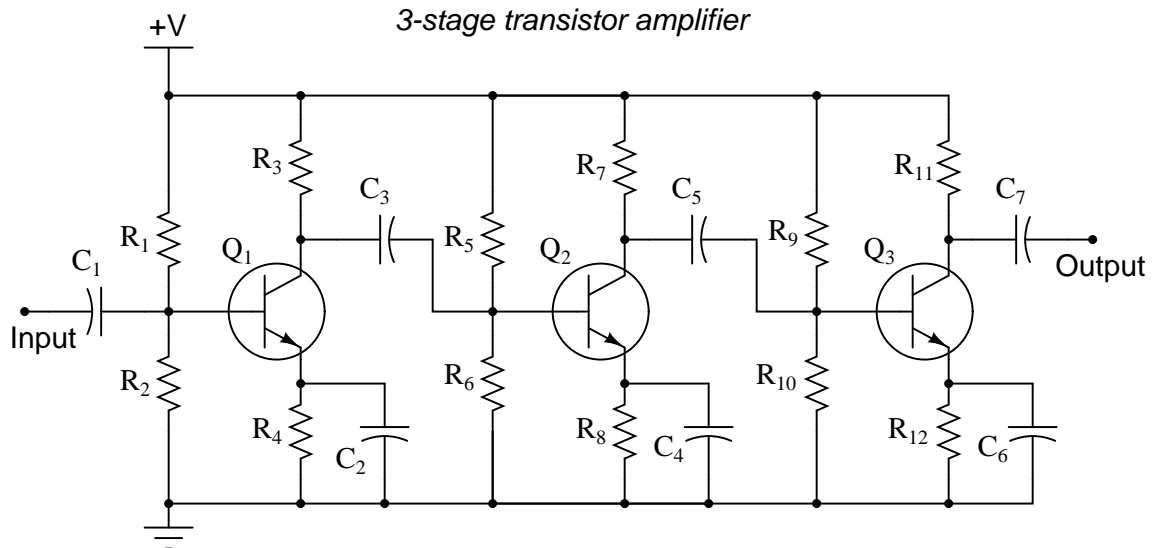 3-stage transistor amplifier
+V
R3
R7
R11
C3
C5
C7
R1
Q1
R5
Q2
R9
Q3
C1
Output
Input
R2
R6
R10
R4
C2
R8
C4
R12
C6